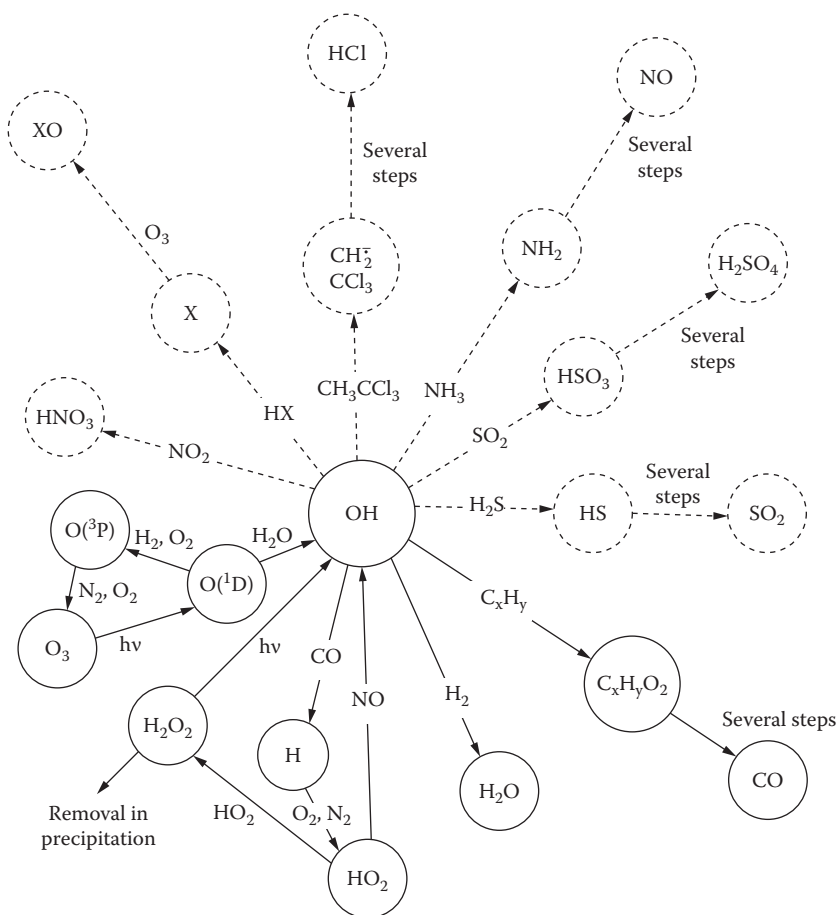 HCl
NO
XO
Several
steps
Several
steps
O₃
CH₂⁻•
CCl₃
NH₂
H₂SO₄
X
Several
steps
HSO₃
CH₃CCl₃
NH₃
HNO₃
HX
SO₂
NO₂
Several
steps
H₂S
OH
HS
SO₂
O(³P)
H₂, O₂
H₂O
O(¹D)
N₂, O₂
CₓHᵧ
O₃
hν
hν
CO
CₓHᵧO₂
NO
H₂
H₂O₂
Several steps
H
CO
H₂O
Removal in
precipitation
HO₂
O₂, N₂
HO₂